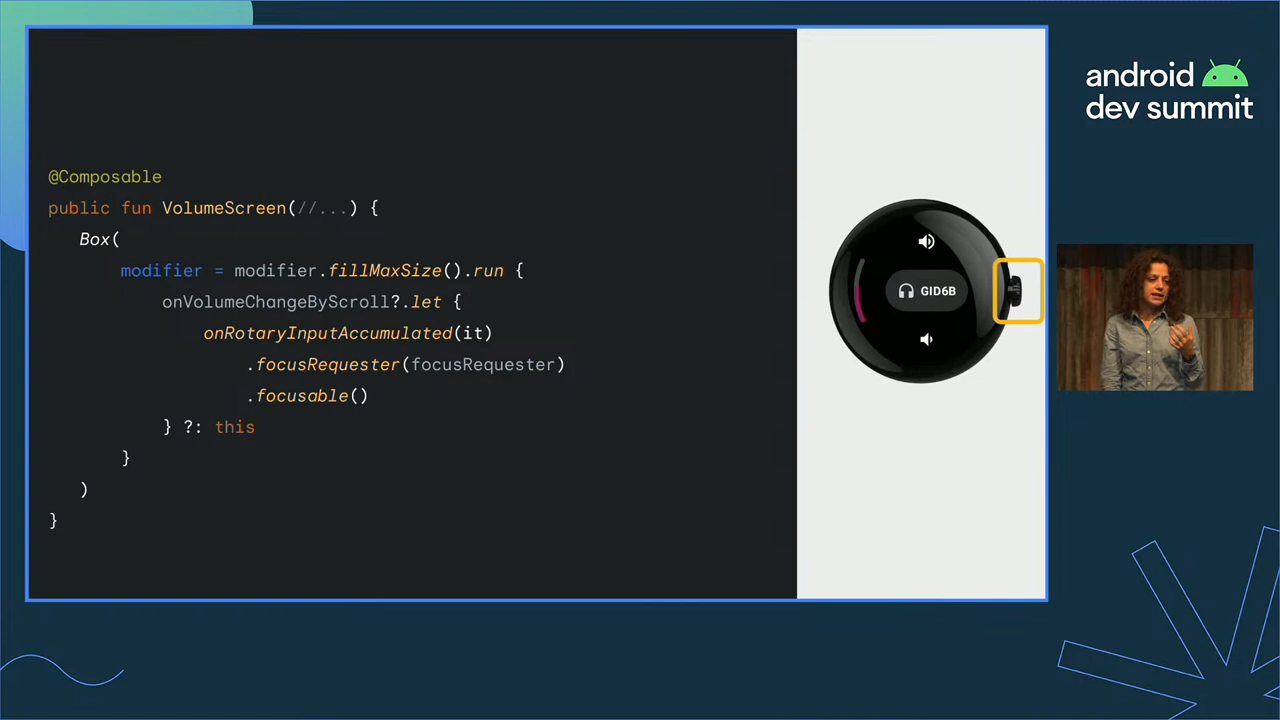 @Composable
public fun VolumeScreen(//...) {
Box(
modifier = modifier.fillMaxSize().run {
onVolumeChangeByScroll?.let {
onRotaryInputAccumulated(it)
.focusRequester(focusRequester)
.focusable()
} ?: this
}
)
}
GID6B
android
dev summit